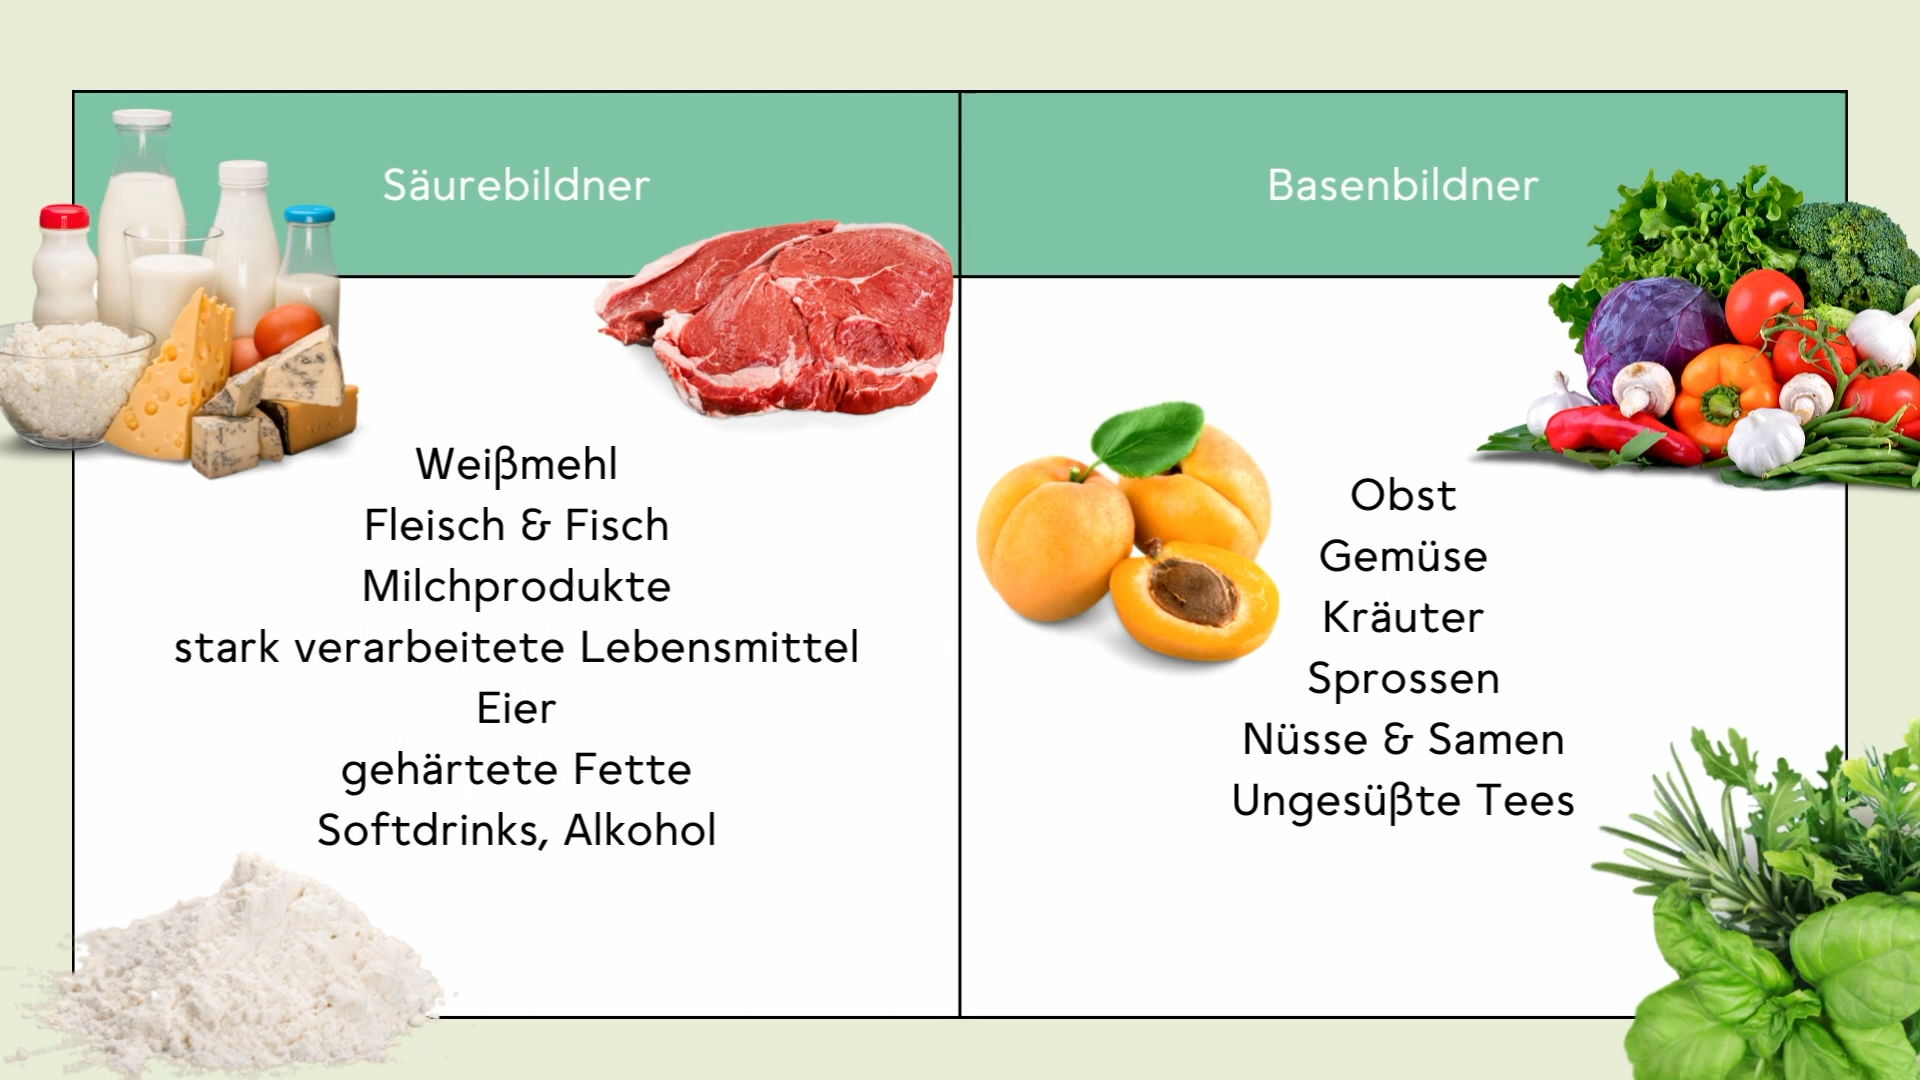 Säurebildner
Weißmehl
Fleisch & Fisch
Milchprodukte
stark verarbeitete Lebensmittel
Eier
gehärtete Fette
Softdrinks, Alkohol
Basenbildner
Obst
Gemüse
Kräuter
Sprossen
Nüsse & Samen
Ungesüßte Tees